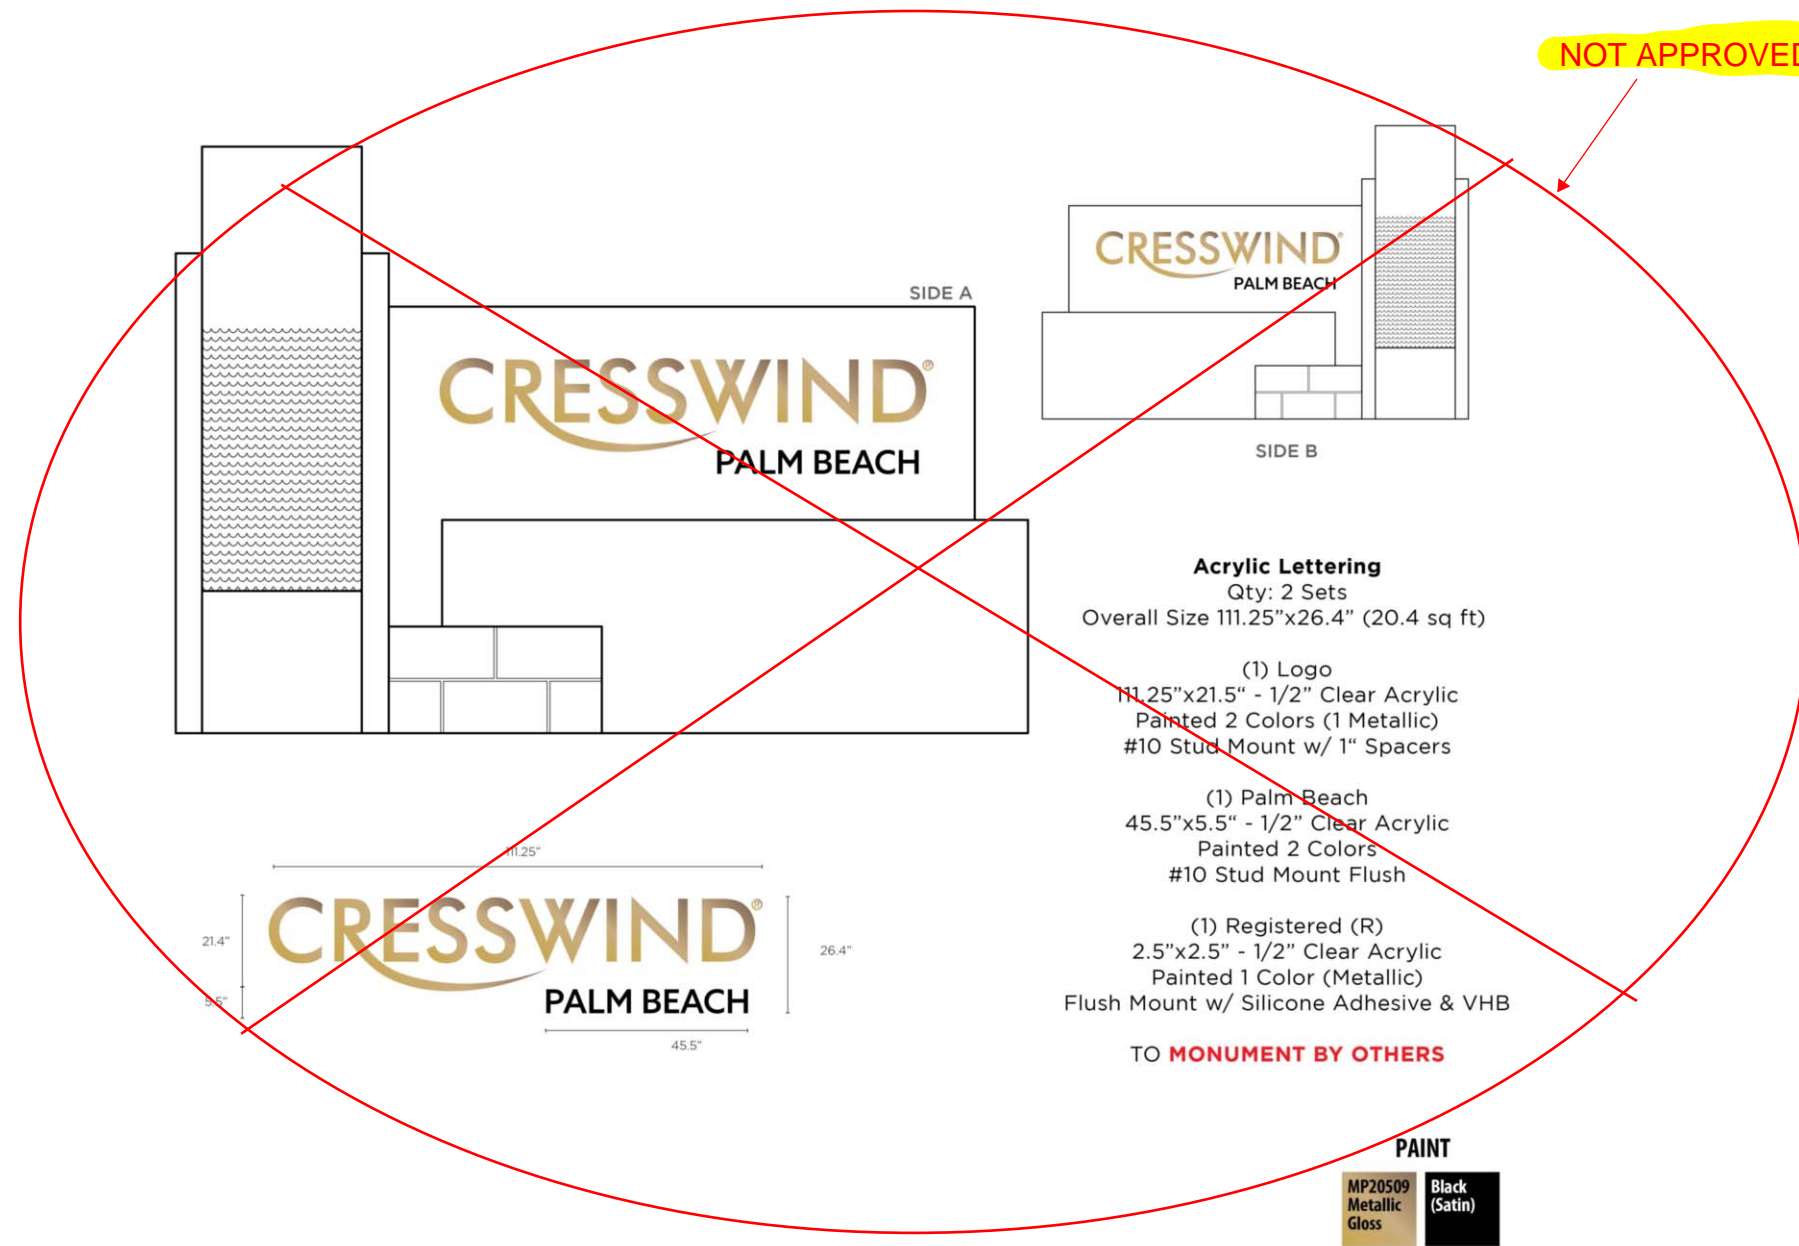 NOT APPROVED
SIDE A
CRESSWIND®
PALM BEACH
CRESSWIND®
PALM BEACH
SIDE B
Acrylic Lettering
Qty: 2 Sets
Overall Size 111.25”x26.4” (20.4 sq ft)
(1) Logo
111.25”x21.5“ - 1/2” Clear Acrylic
Painted 2 Colors (1 Metallic)
#10 Stud Mount w/ 1“ Spacers
(1) Palm Beach
45.5”x5.5“ - 1/2” Clear Acrylic
Painted 2 Colors
#10 Stud Mount Flush
(1) Registered (R)
2.5”x2.5” - 1/2” Clear Acrylic
Painted 1 Color (Metallic)
Flush Mount w/ Silicone Adhesive & VHB
TO MONUMENT BY OTHERS
111.25"
21.4"
5.5"
CRESSWIND®
PALM BEACH
26.4"
45.5"
PAINT
MP20509
Metallic
Gloss
Black
(Satin)